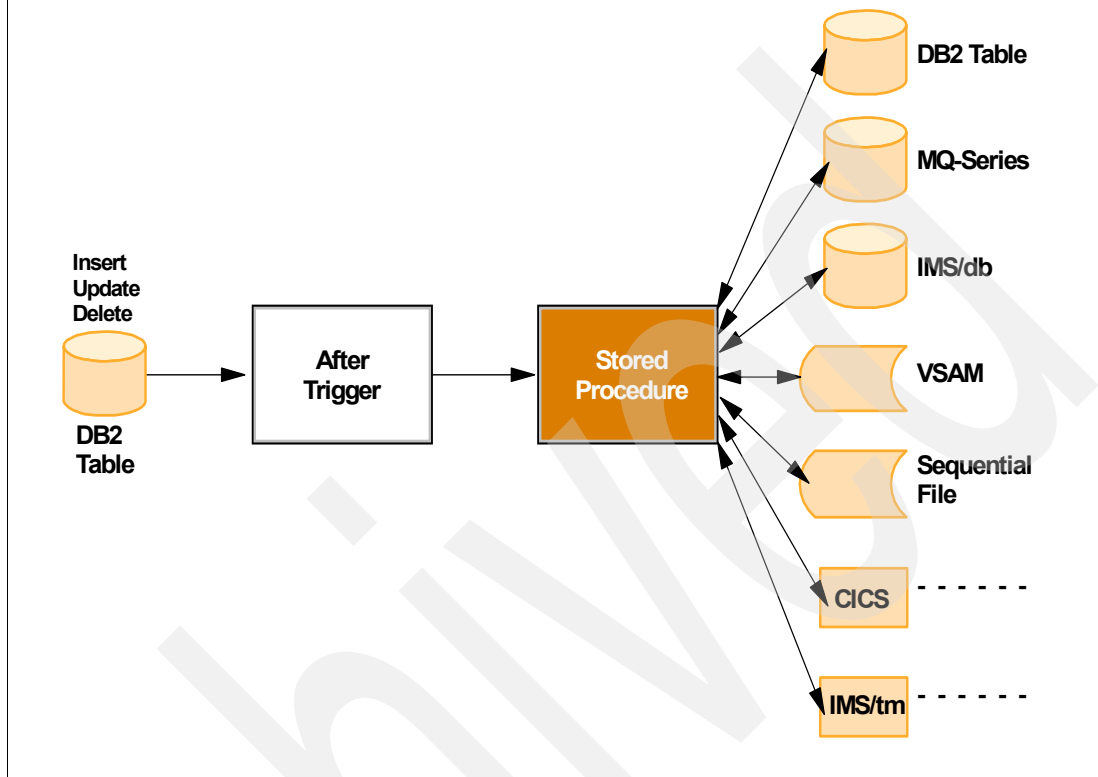 Insert
Update
Delete
DB2
Table
After
Trigger
Stored
Procedure
DB2 Table
MQ-Series
IMS/db
VSAM
Sequential
File
CICS
- - - - - -
IMS/tm
- - - - - -
hived